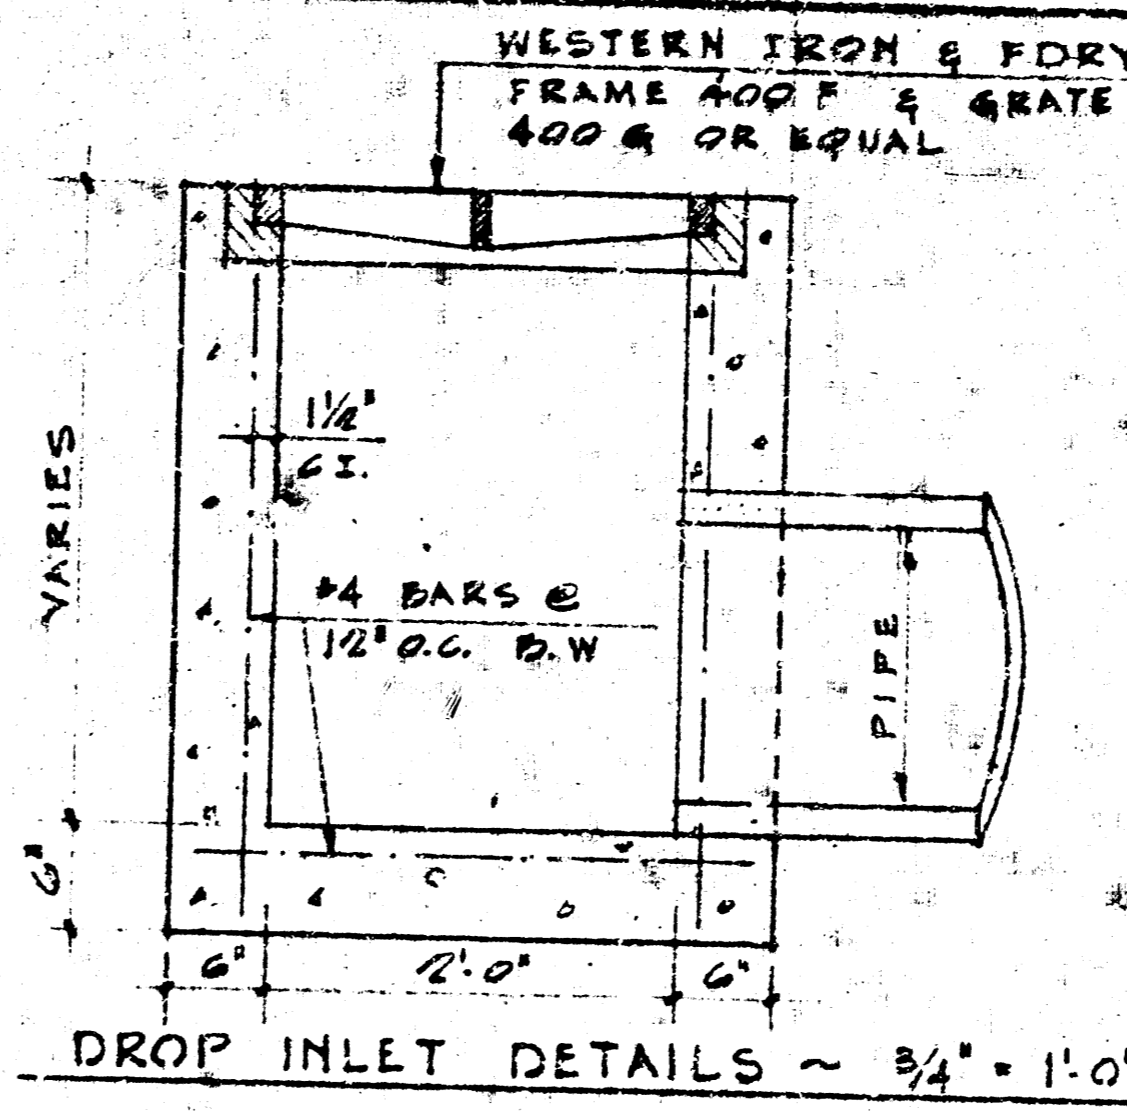 WESTERN IRON & FDRY
FRAME 400 F & GRATE
400 G OR EQUAL
1½"
VARIES
#4 BARS @
12" O.C. B.W
PIPE
6"
6"
2'-0"
6"
DROP INLET DETAILS ~ 3/4" = 1'-0"